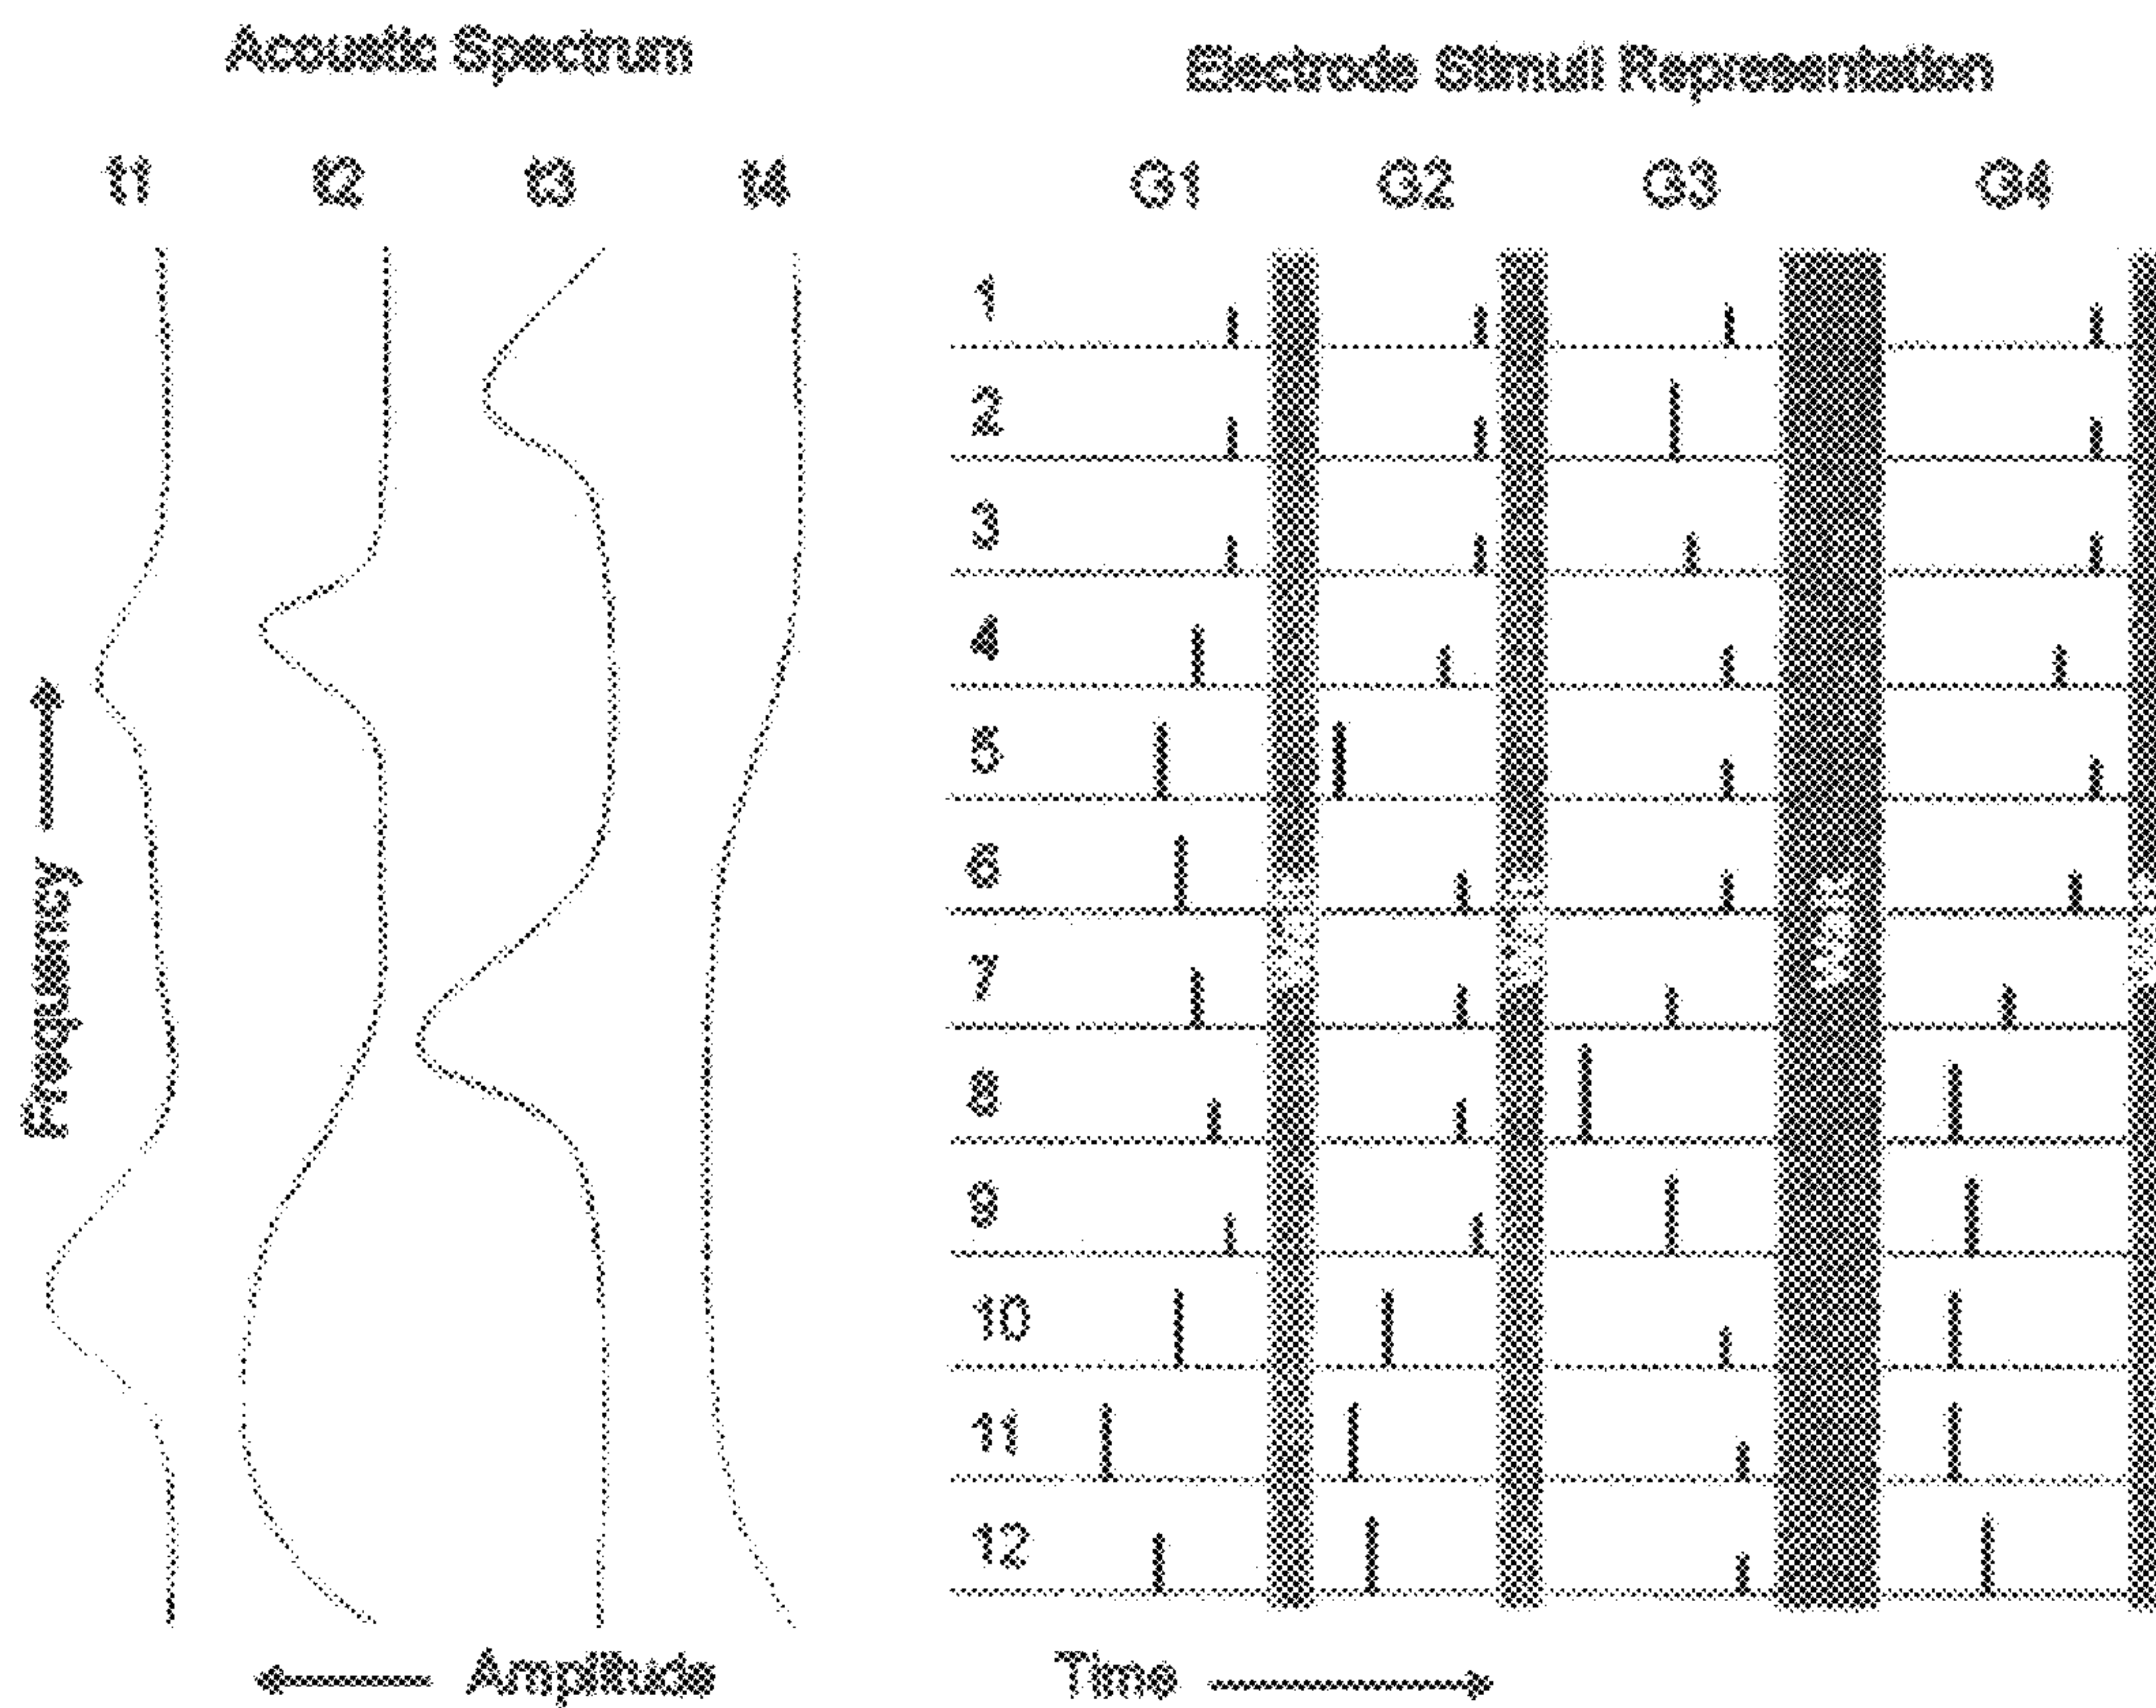 Acoustic Spectrum
Electrode Stimuli Representation
t1 t2 t3 t4
G1 G2 G3 G4
1
2
3
4
5
6
7
8
9
10
11
12
Frequency
Amplitude
Time